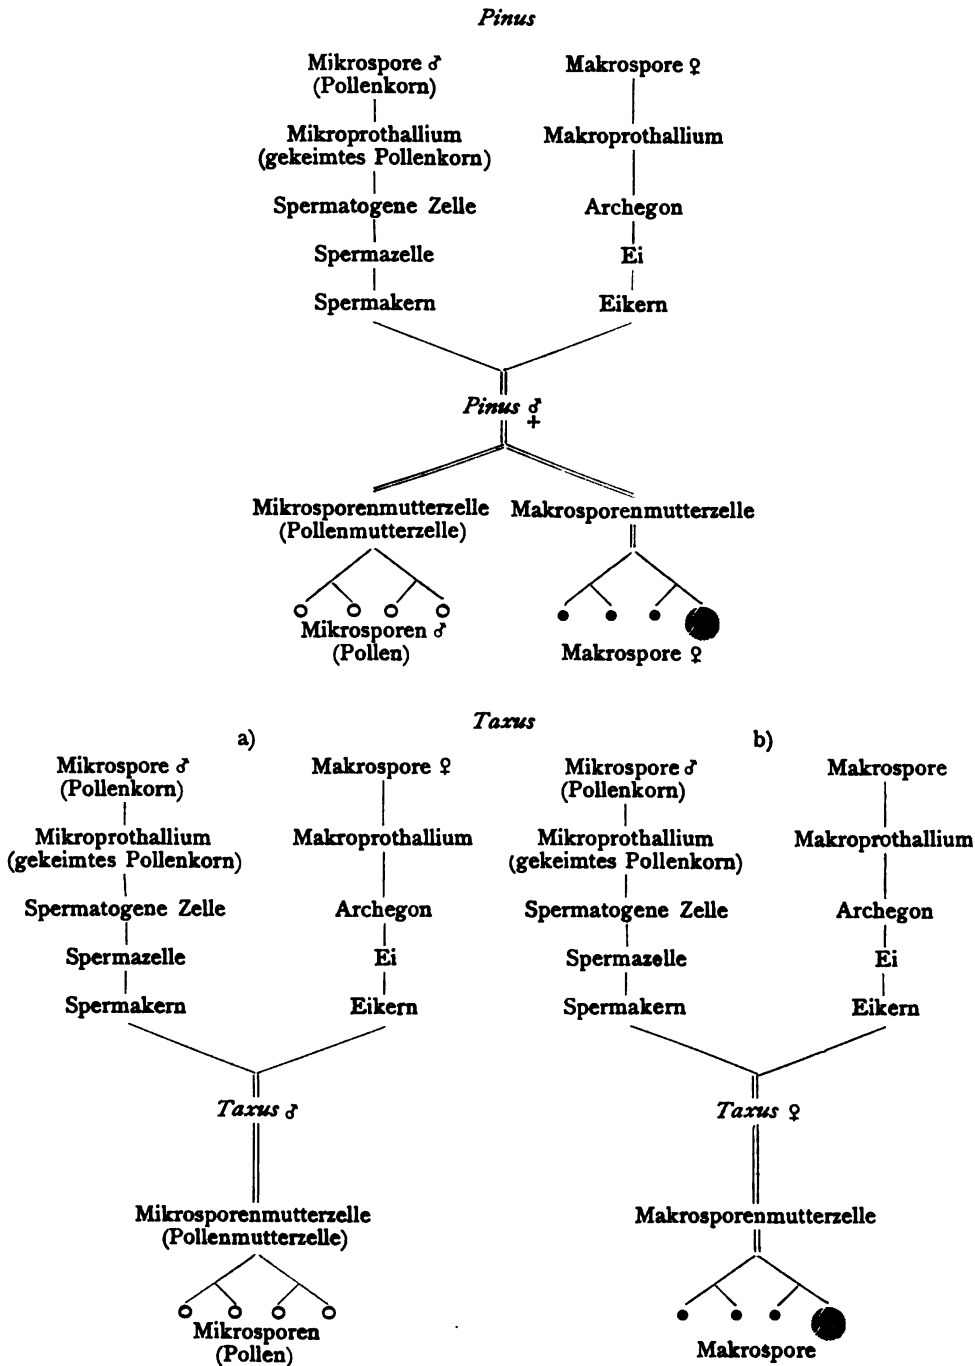 Pinus
Mikrospore ♂
(Pollenkorn)
Mikroprothallium
(gekeimtes Pollenkorn)
Spermatogene Zelle
Spermazelle
Spermakern
Makrospore ♀
Makroprothallium
Archegon
Ei
Eikern
Pinus ⚥
Mikrosporenmutterzelle
(Pollenmutterzelle)
Mikrosporen ♂
(Pollen)
Makrosporenmutterzelle
Makrospore ♀
Taxus
a)
Mikrospore ♂
(Pollenkorn)
Mikroprothallium
(gekeimtes Pollenkorn)
Spermatogene Zelle
Spermazelle
Spermakern
Makrospore ♀
Makroprothallium
Archegon
Ei
Eikern
Taxus ♂
Mikrosporenmutterzelle
(Pollenmutterzelle)
Mikrosporen
(Pollen)
b)
Mikrospore ♂
(Pollenkorn)
Mikroprothallium
(gekeimtes Pollenkorn)
Spermatogene Zelle
Spermazelle
Spermakern
Makrospore
Makroprothallium
Archegon
Ei
Eikern
Taxus ♀
Makrosporenmutterzelle
Makrospore